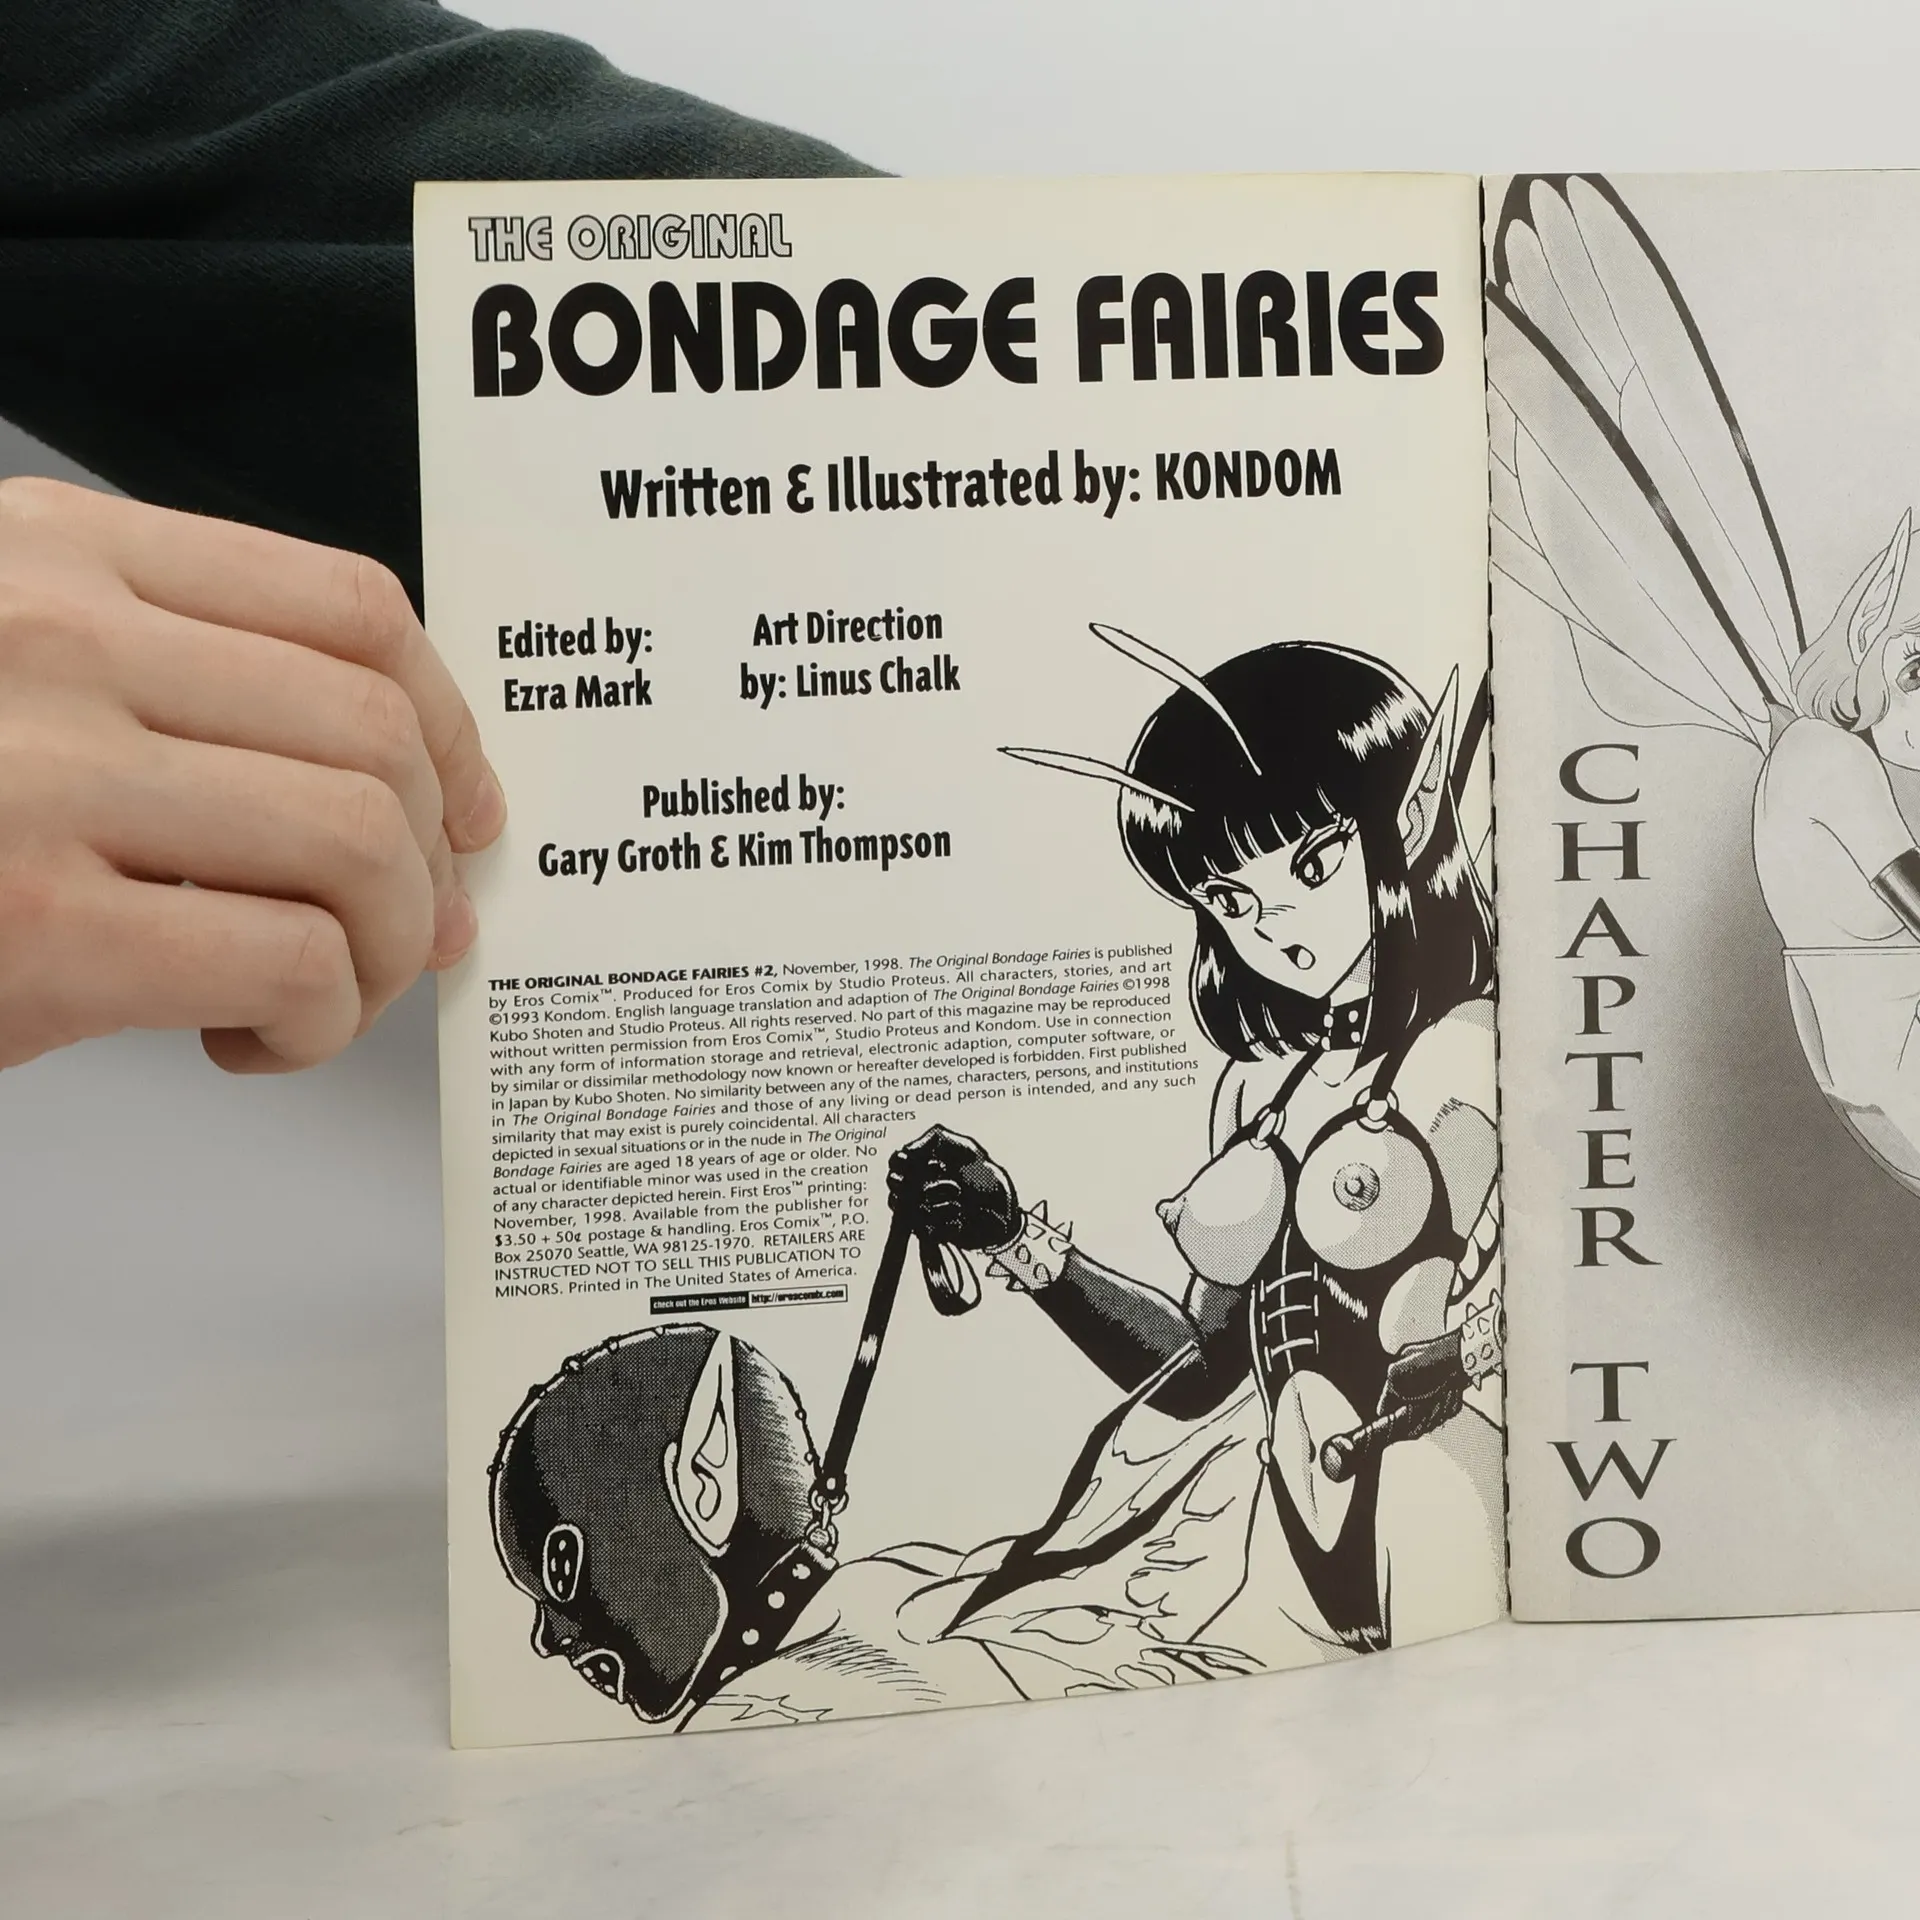 THE ORIGINAL
BONDAGE FAIRIES
Written & Illustrated by: KONDOM
Edited by:
Ezra Mark
Art Direction
by: Linus Chalk
Published by:
Gary Groth & Kim Thompson
THE ORIGINAL BONDAGE FAIRIES #2, November, 1998. The Original Bondage Fairies is published
by Eros Comix™. Produced for Eros Comix by Studio Proteus. All characters, stories, and art
©1993 Kondom. English language translation and adaption of The Original Bondage Fairies ©1998
Kubo Shoten and Studio Proteus. All rights reserved. No part of this magazine may be reproduced
without written permission from Eros Comix™, Studio Proteus and Kondom. Use in connection
with any form of information storage and retrieval, electronic adaption, computer software, or
by similar or dissimilar methodology now known or hereafter developed is forbidden. First published
in Japan by Kubo Shoten. No similarity between any of the names, characters, persons, and institutions
in The Original Bondage Fairies and those of any living or dead person is intended, and any such
similarity that may exist is purely coincidental. All characters
depicted in sexual situations or in the nude in The Original
Bondage Fairies are aged 18 years of age or older. No
actual or identifiable minor was used in the creation
of any character depicted herein. First Eros™ printing:
November, 1998. Available from the publisher for
$3.50 + 50¢ postage & handling. Eros Comix™, P.O.
Box 25070 Seattle, WA 98125-1970. RETAILERS ARE
INSTRUCTED NOT TO SELL THIS PUBLICATION TO
MINORS. Printed in The United States of America.
check out the Eros Website http://eroscomix.com
CHAPTER
TWO